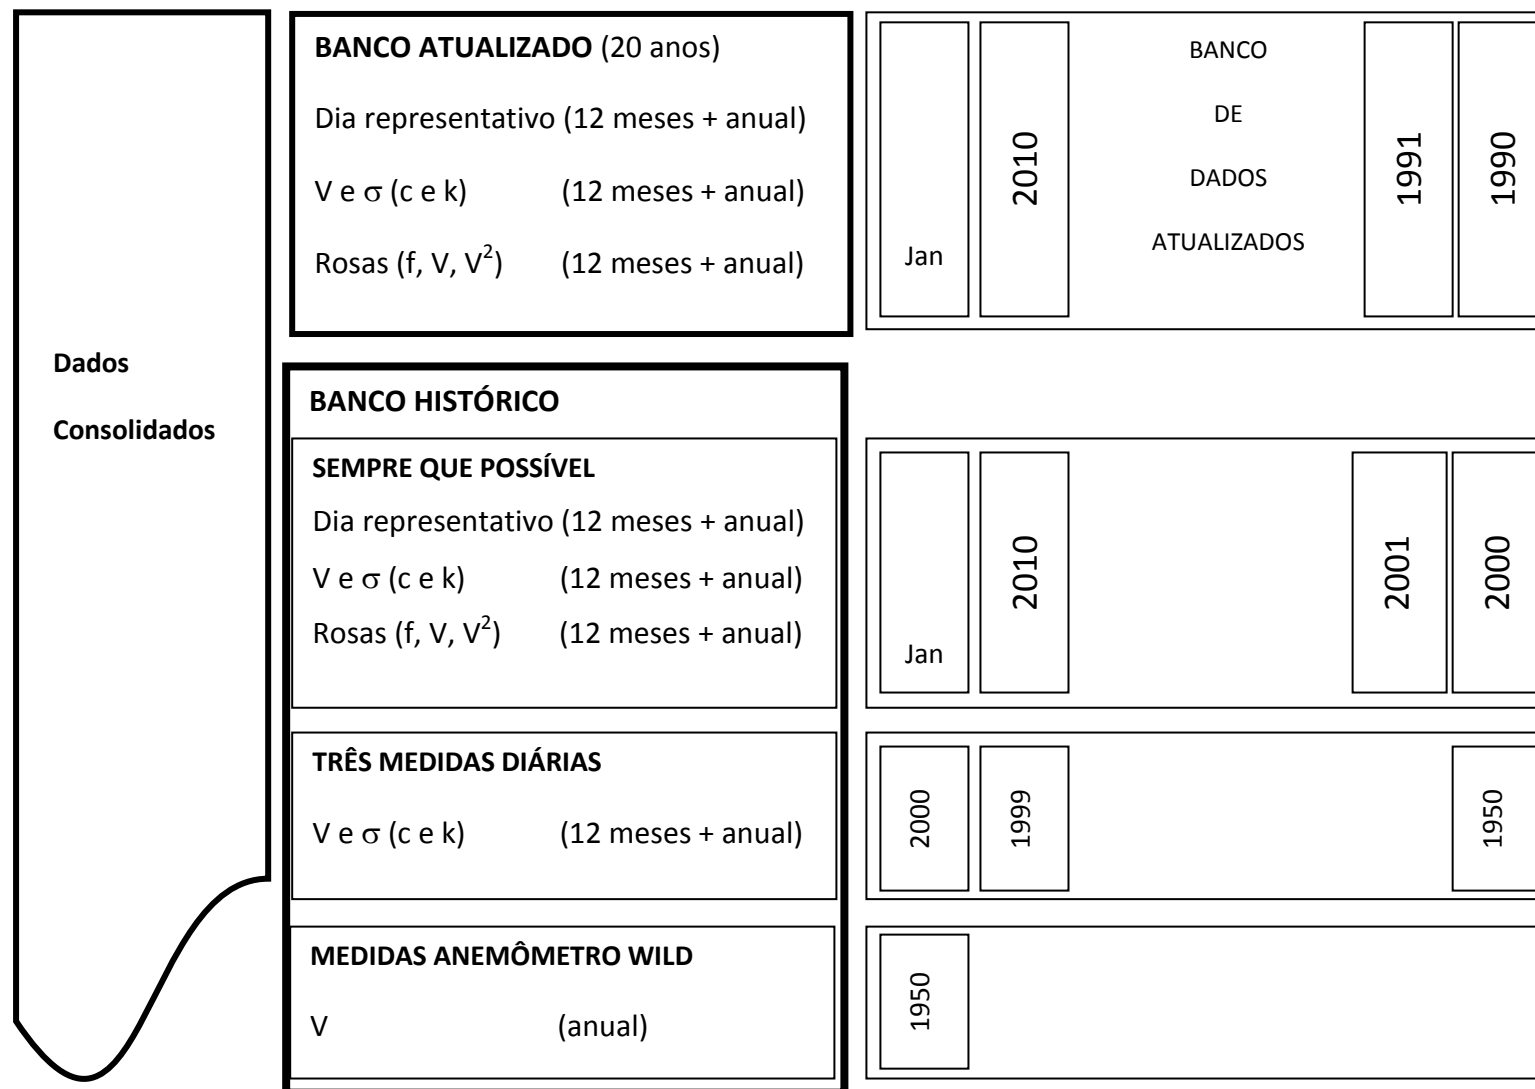 Dados
Consolidados
BANCO ATUALIZADO (20 anos)
Dia representativo (12 meses + anual)
V e σ (c e k) (12 meses + anual)
Rosas (f, V, V²) (12 meses + anual)
Jan
2010
BANCO
DE
DADOS
ATUALIZADOS
1991
1990
BANCO HISTÓRICO
SEMPRE QUE POSSÍVEL
Dia representativo (12 meses + anual)
V e σ (c e k) (12 meses + anual)
Rosas (f, V, V²) (12 meses + anual)
Jan
2010
2001
2000
TRÊS MEDIDAS DIÁRIAS
V e σ (c e k) (12 meses + anual)
2000
1999
1950
MEDIDAS ANEMÔMETRO WILD
V (anual)
1950